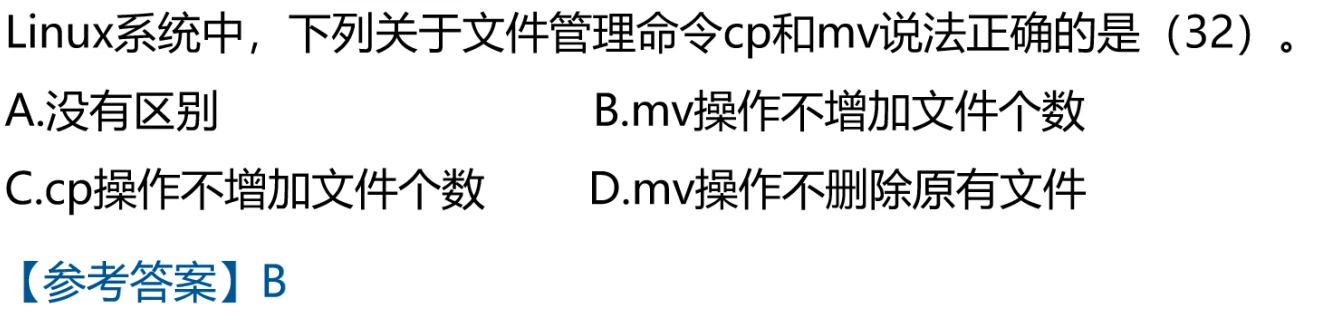 Linux系统中，下列关于文件管理命令cp和mv说法正确的是（32）。
A.没有区别 B.mv操作不增加文件个数
C.cp操作不增加文件个数 D.mv操作不删除原有文件
【参考答案】B